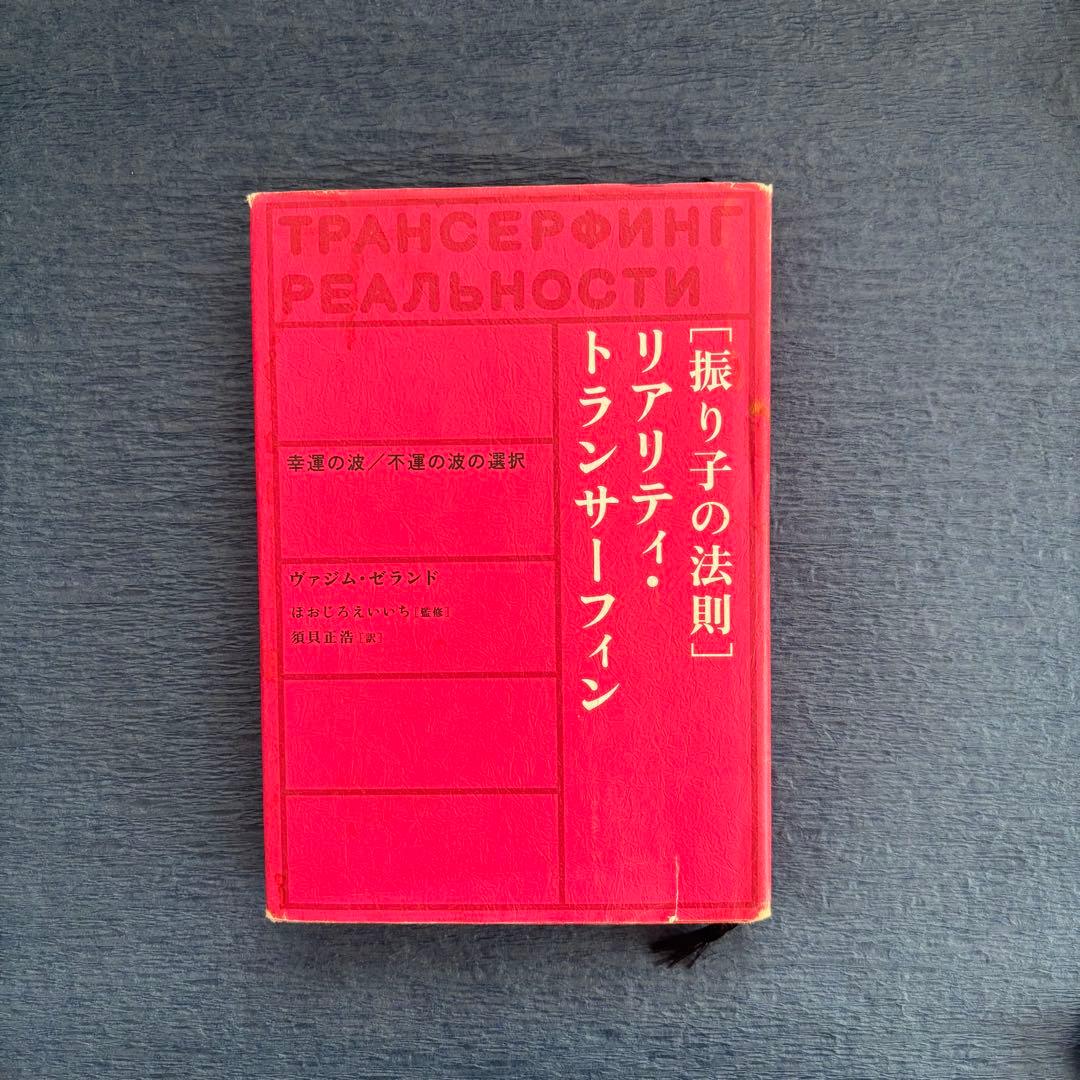 ТРАНСЕРФИНГ
РЕАЛЬНОСТИ
[振り子の法則]
リアリティ・
トランサーフィン
幸運の波／不運の波の選択
ヴァジム・ゼランド
ほおじろえいいち[監修]
須貝正浩[訳]